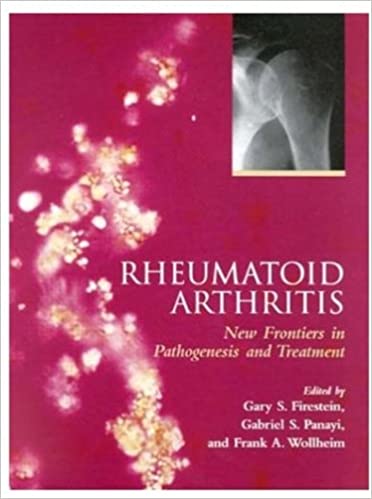 RHEUMATOID
ARTHRITIS
New Frontiers in
Pathogenesis and Treatment
Edited by
Gary S. Firestein,
Gabriel S. Panayi,
and Frank A. Wollheim